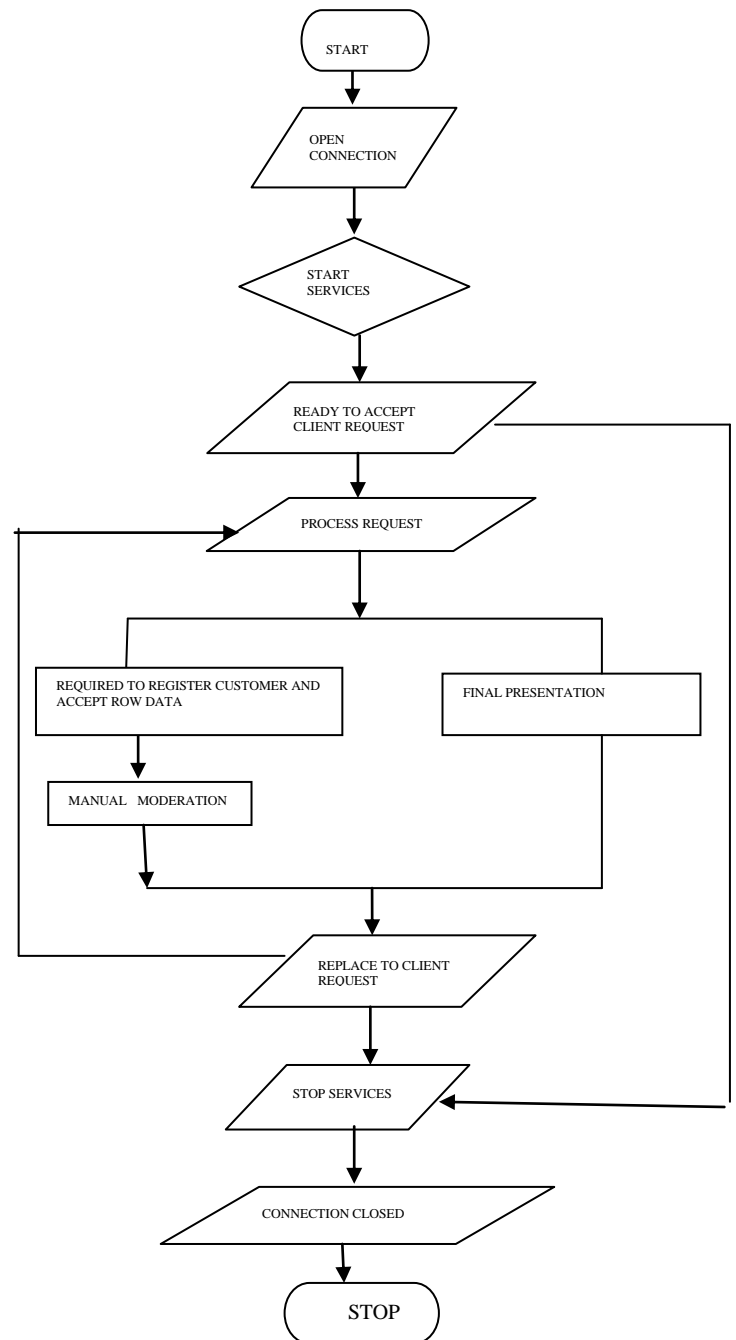 START
OPEN
CONNECTION
START
SERVICES
READY TO ACCEPT
CLIENT REQUEST
PROCESS REQUEST
REQUIRED TO REGISTER CUSTOMER AND
ACCEPT ROW DATA
FINAL PRESENTATION
MANUAL MODERATION
REPLACE TO CLIENT
REQUEST
STOP SERVICES
CONNECTION CLOSED
STOP